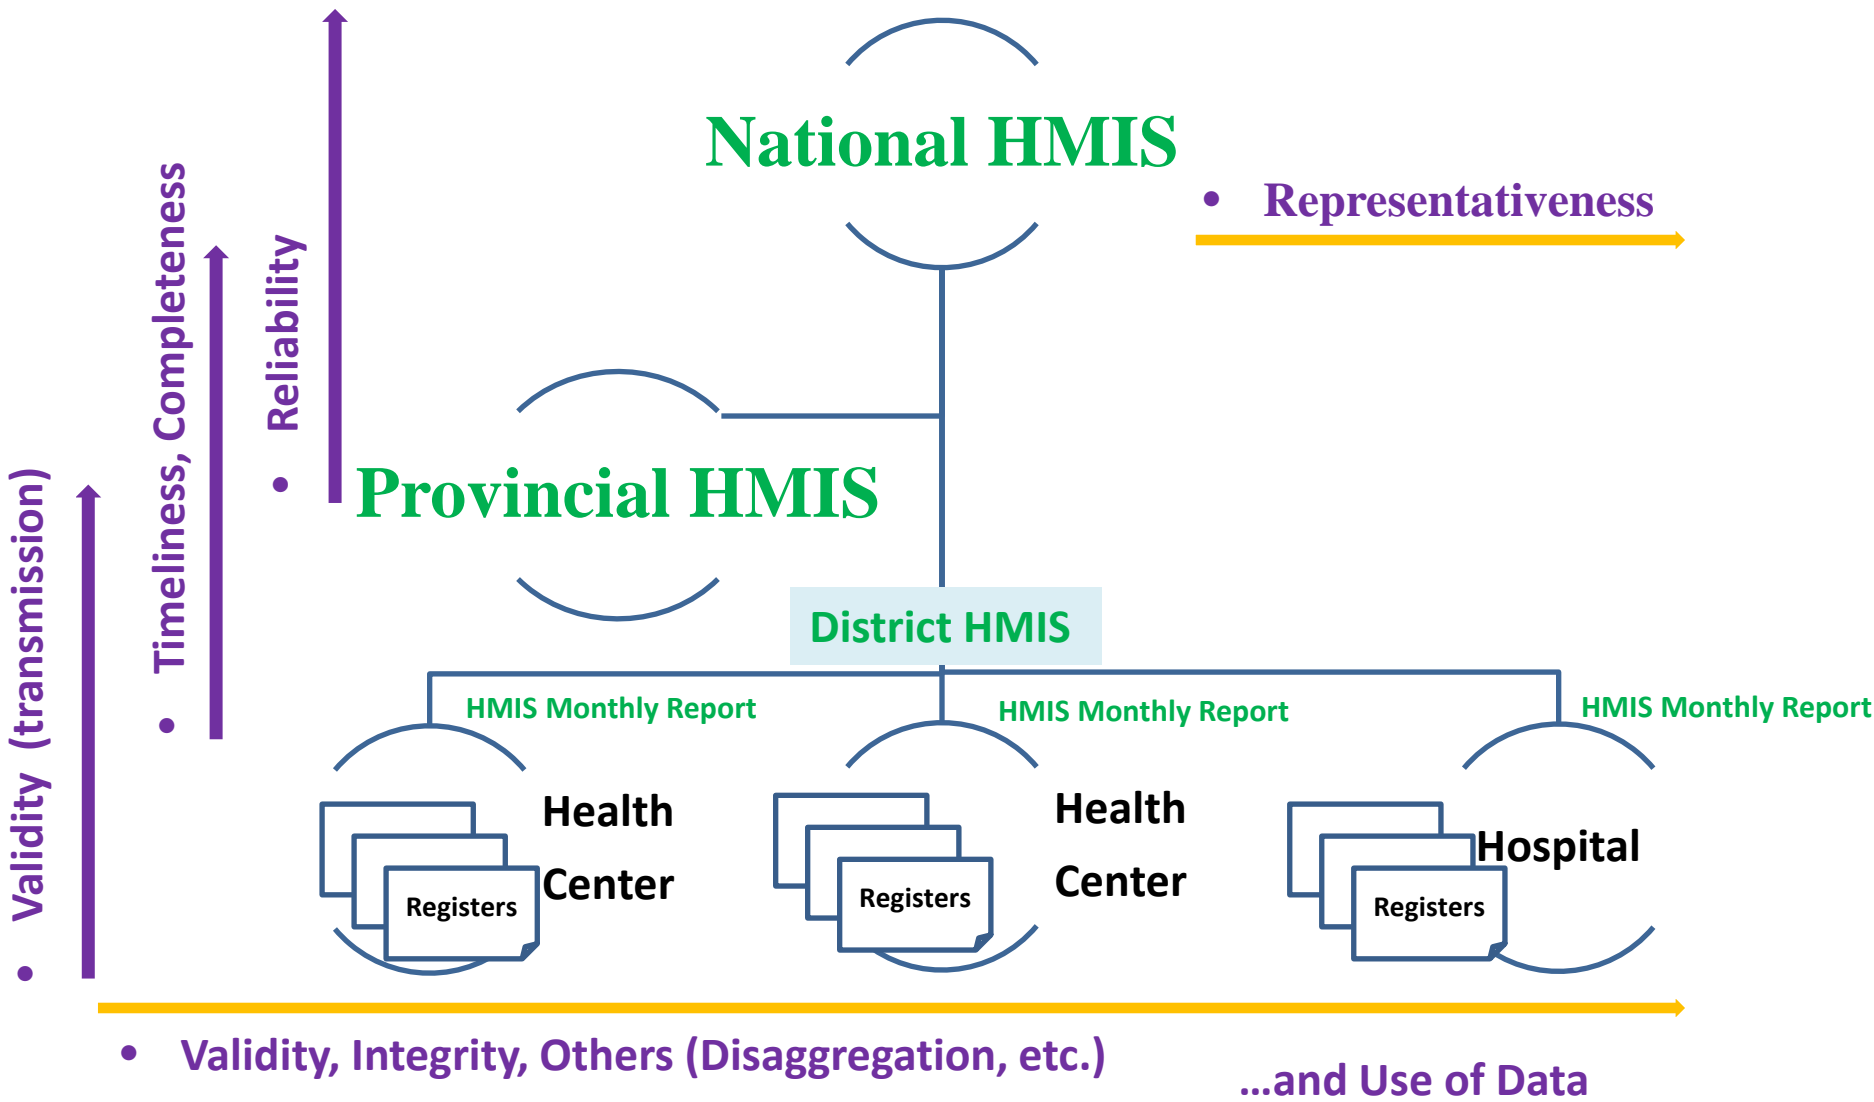 National HMIS
• Representativeness
• Reliability
• Timeliness, Completeness
• Validity (transmission)
Provincial HMIS
District HMIS
HMIS Monthly Report
HMIS Monthly Report
HMIS Monthly Report
Health
Center
Registers
Health
Center
Registers
Hospital
Registers
• Validity, Integrity, Others (Disaggregation, etc.)
...and Use of Data